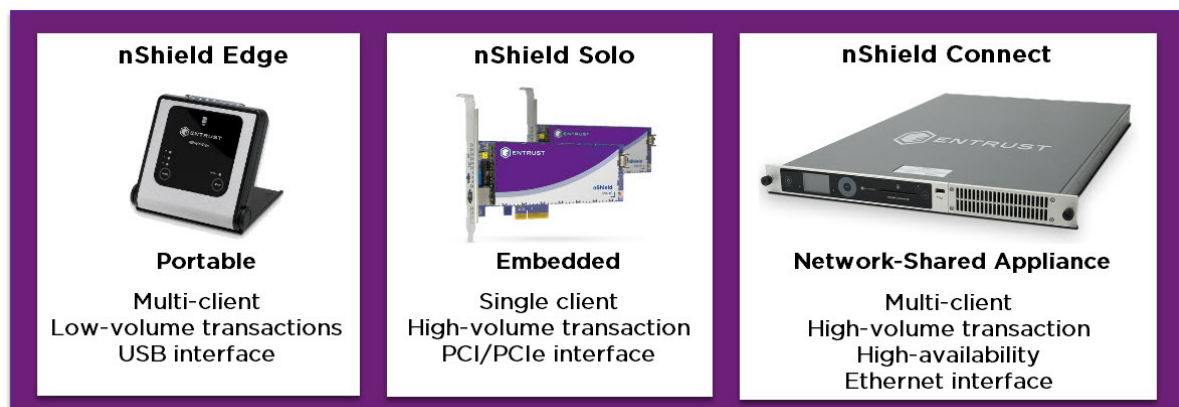 nShield Edge
ENTRUST
Portable
Multi-client
Low-volume transactions
USB interface
nShield Solo
ENTRUST
ENTRUST
nShield
Embedded
Single client
High-volume transaction
PCI/PCIe interface
nShield Connect
ENTRUST
Network-Shared Appliance
Multi-client
High-volume transaction
High-availability
Ethernet interface